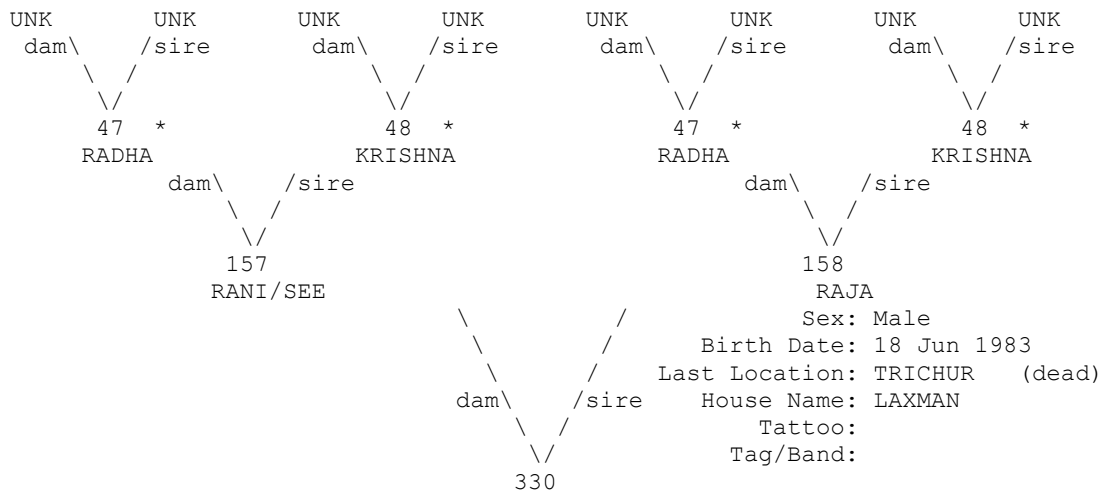 UNK UNK UNK UNK UNK UNK UNK UNK
dam\ /sire dam\ /sire dam\ /sire dam\ /sire
\ / \ / \ / \ /
\/ \/ \/ \/
47 * 48 * 47 * 48 *
RADHA KRISHNA RADHA KRISHNA
dam\ /sire dam\ /sire
\ / \ /
\/ \/
157 158
RANI/SEE RAJA
\ / Sex: Male
\ / Birth Date: 18 Jun 1983
\ / Last Location: TRICHUR (dead)
dam\ /sire House Name: LAXMAN
\ / Tattoo:
\/ Tag/Band:
330